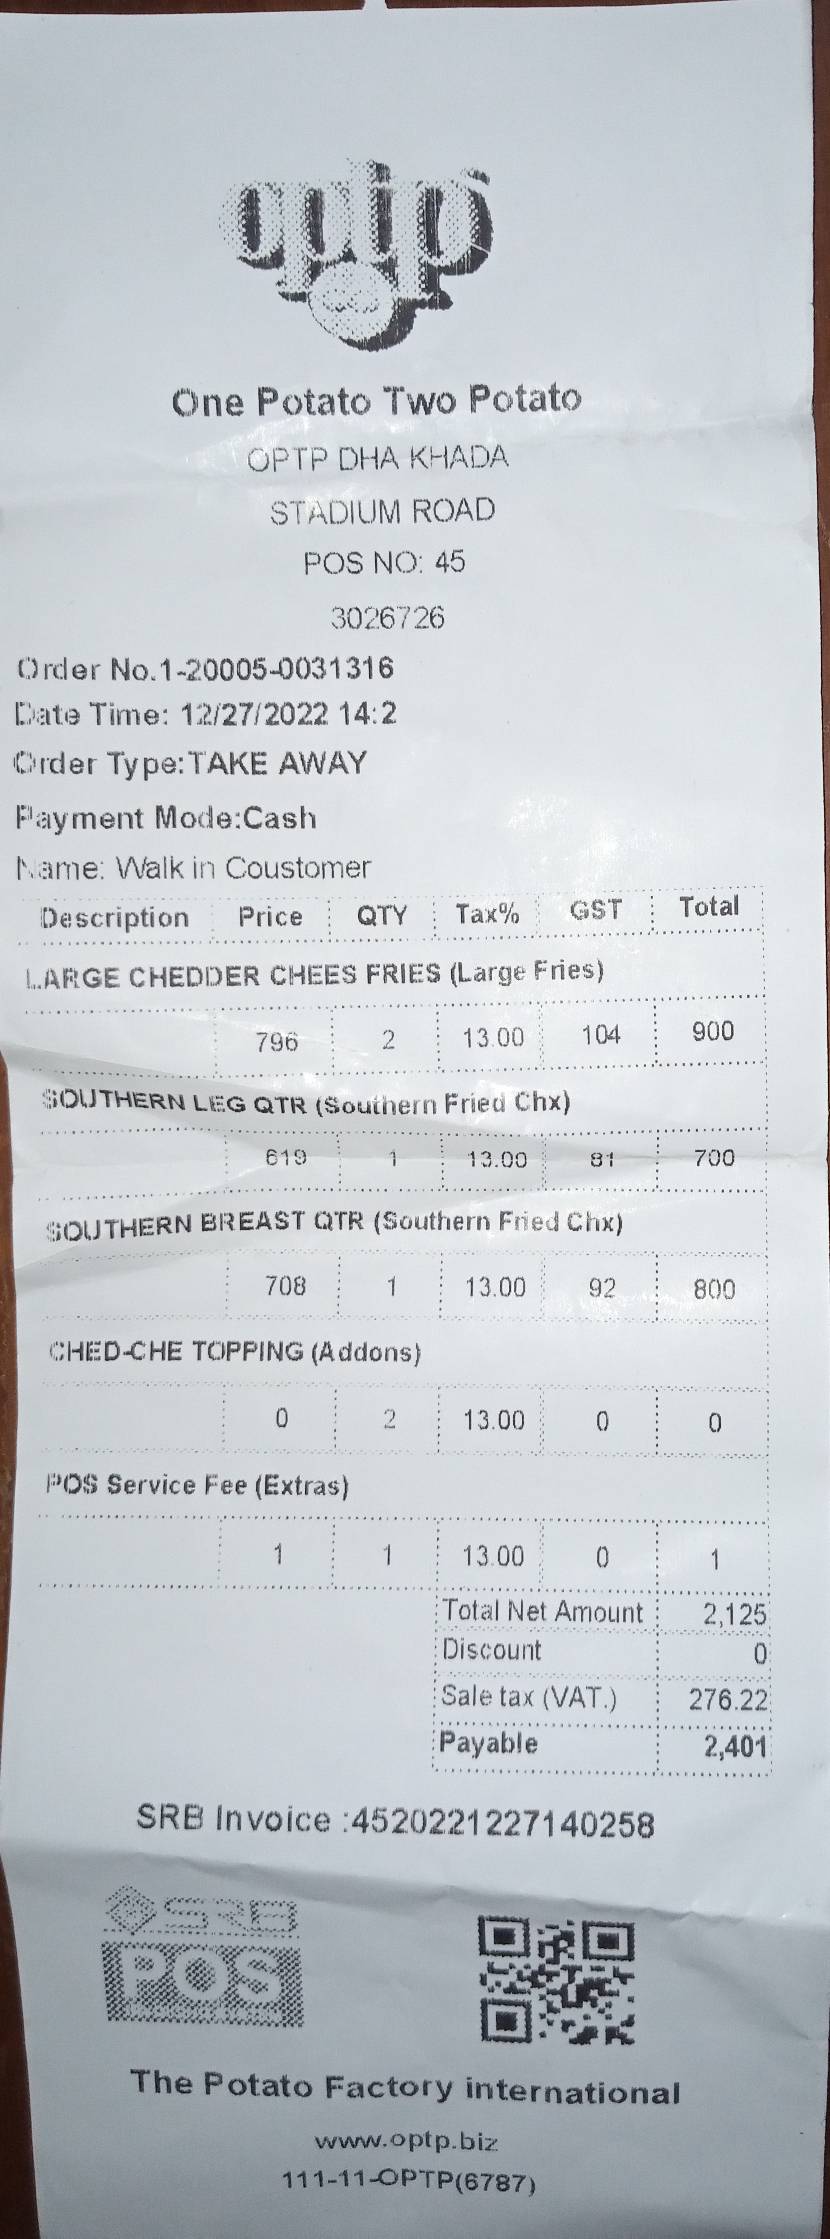 optp
One Potato Two Potato
OPTP DHA KHADA
STADIUM ROAD
POS NO: 45
3026726
Order No.1-20005-0031316
Date Time: 12/27/2022 14:2
Order Type:TAKE AWAY
Payment Mode:Cash
Name: Walk in Coustomer
Description Price QTY Tax% GST Total
LARGE CHEDDER CHEES FRIES (Large Fries)
796 2 13.00 104 900
SOUTHERN LEG QTR (Southern Fried Chx)
619 1 13.00 81 700
SOUTHERN BREAST QTR (Southern Fried Chx)
708 1 13.00 92 800
CHED-CHE TOPPING (Addons)
0 2 13.00 0 0
POS Service Fee (Extras)
1 1 13.00 0 1
Total Net Amount 2,125
Discount 0
Sale tax (VAT.) 276.22
Payable 2,401
SRB Invoice :4520221227140258
SRB
POS
The Potato Factory international
www.optp.biz
111-11-OPTP(6787)